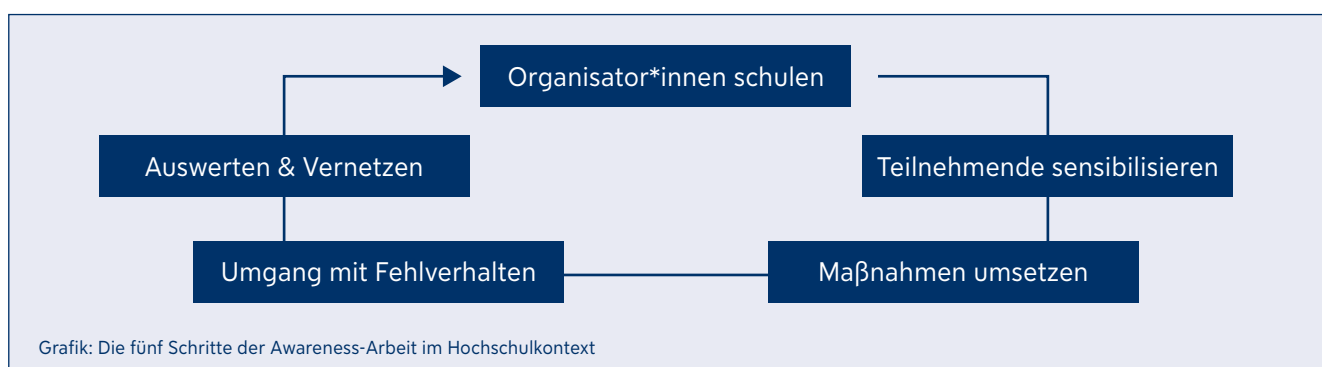 Organisator*innen schulen
Auswerten & Vernetzen
Teilnehmende sensibilisieren
Umgang mit Fehlverhalten
Maßnahmen umsetzen
Grafik: Die fünf Schritte der Awareness-Arbeit im Hochschulkontext